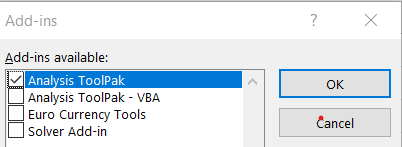 Add-ins
?
Add-ins available:
Analysis ToolPak
Analysis ToolPak - VBA
Euro Currency Tools
Solver Add-in
OK
Cancel